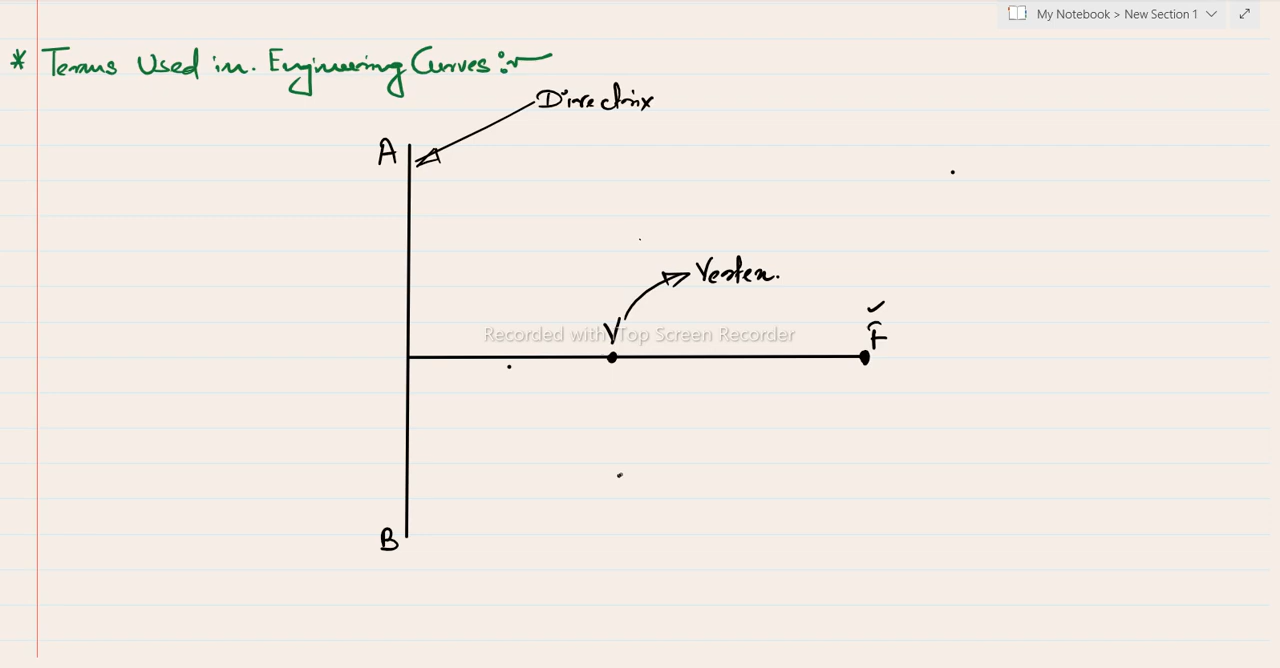 My Notebook > New Section 1
* Terms Used in. Engineering Curves :-
Directrix
A
Vertex.
V
F
Recorded with Top Screen Recorder
B